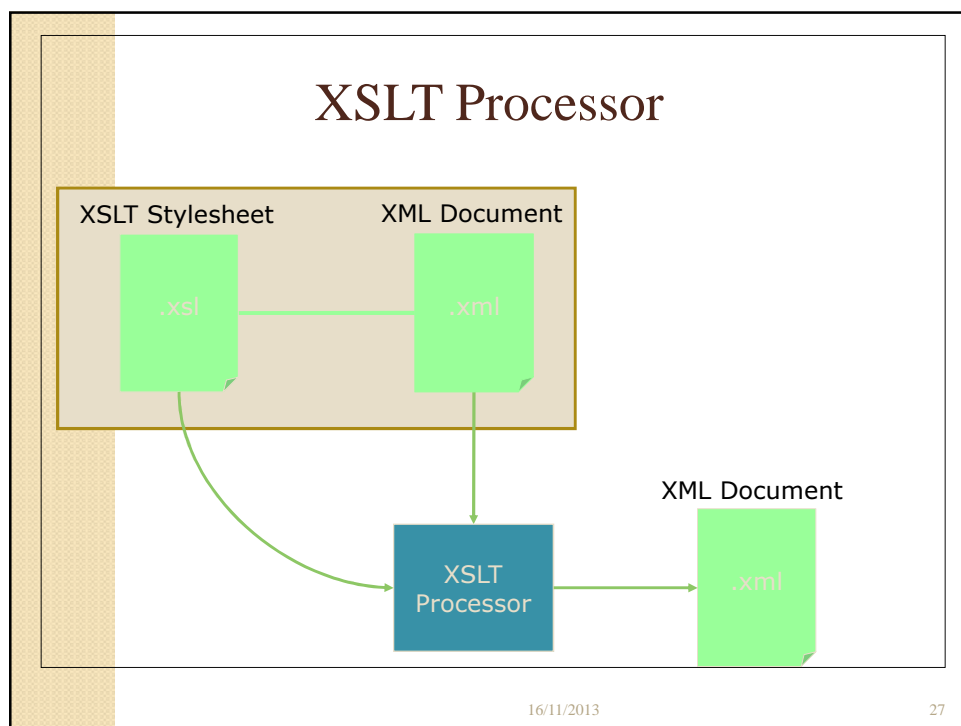 XSLT Processor
XSLT Stylesheet
XML Document
.xsl
.xml
XML Document
XSLT
Processor
.xml
16/11/2013
27